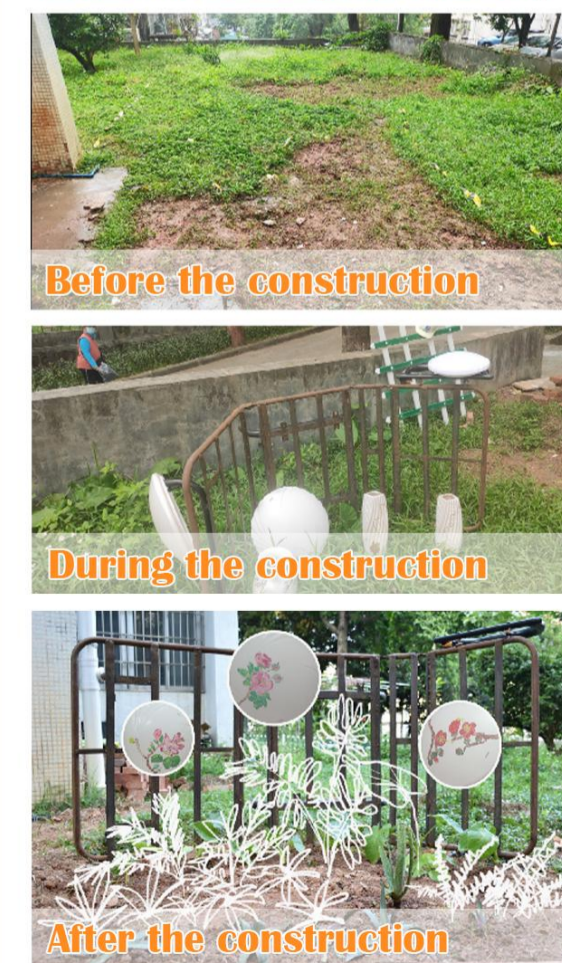 Before the construction
During the construction
After the construction